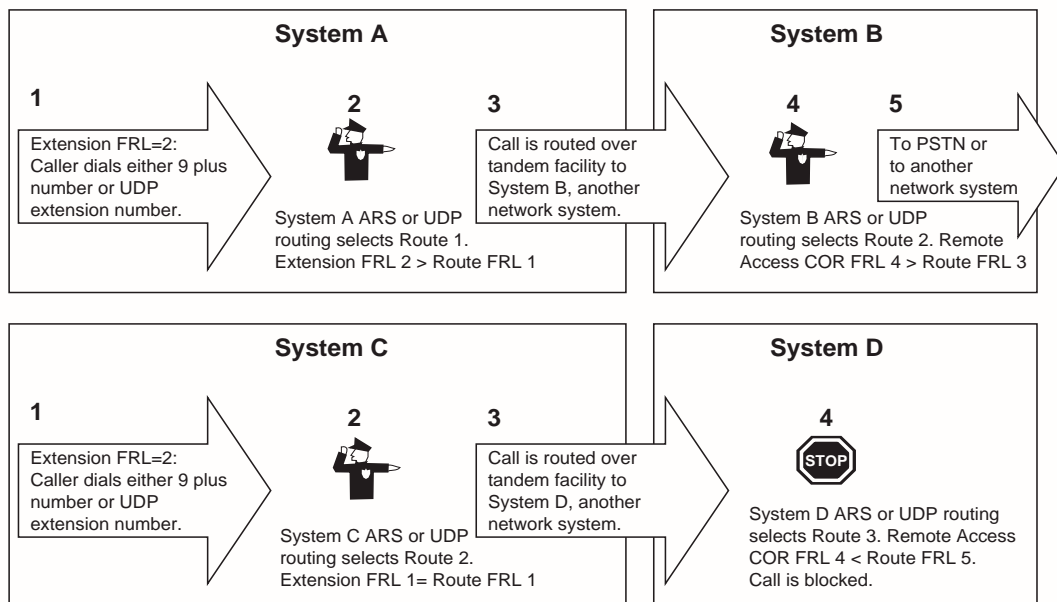 System A
System B
1
Extension FRL=2:
Caller dials either 9 plus
number or UDP
extension number.
2
System A ARS or UDP
routing selects Route 1.
Extension FRL 2 > Route FRL 1
3
Call is routed over
tandem facility to
System B, another
network system.
4
System B ARS or UDP
routing selects Route 2. Remote
Access COR FRL 4 > Route FRL 3
5
To PSTN or
to another
network system
System C
System D
1
Extension FRL=2:
Caller dials either 9 plus
number or UDP
extension number.
2
System C ARS or UDP
routing selects Route 2.
Extension FRL 1= Route FRL 1
3
Call is routed over
tandem facility to
System D, another
network system.
4
STOP
System D ARS or UDP routing
selects Route 3. Remote Access
COR FRL 4 < Route FRL 5.
Call is blocked.